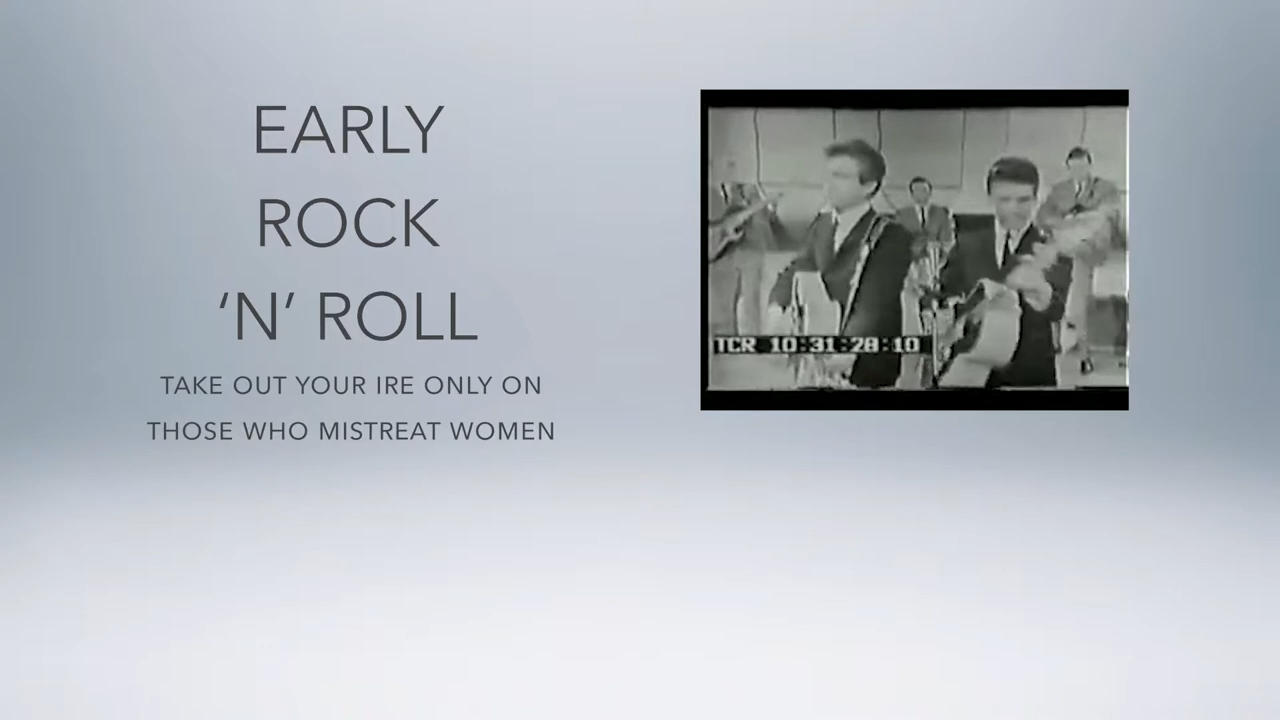 EARLY
ROCK
‘N’ ROLL
TAKE OUT YOUR IRE ONLY ON
THOSE WHO MISTREAT WOMEN
TCR 10:31:28:10